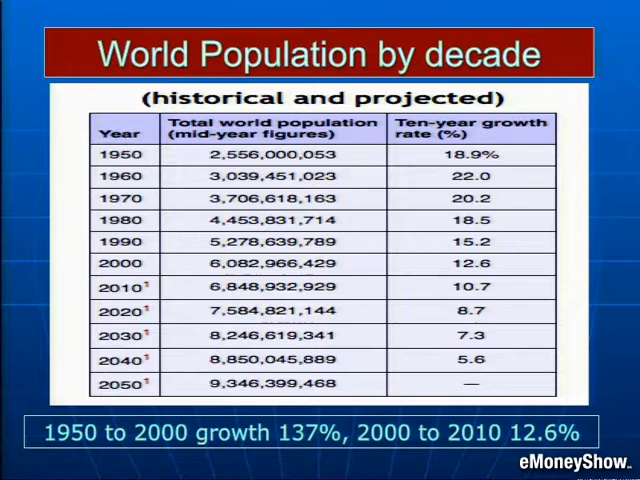 World Population by decade
(historical and projected)
Year Total world population (mid-year figures) Ten-year growth rate (%)
1950 2,556,000,053 18.9%
1960 3,039,451,023 22.0
1970 3,706,618,163 20.2
1980 4,453,831,714 18.5
1990 5,278,639,789 15.2
2000 6,082,966,429 12.6
2010¹ 6,848,932,929 10.7
2020¹ 7,584,821,144 8.7
2030¹ 8,246,619,341 7.3
2040¹ 8,850,045,889 5.6
2050¹ 9,346,399,468 —
1950 to 2000 growth 137%, 2000 to 2010 12.6%
eMoneyShow.